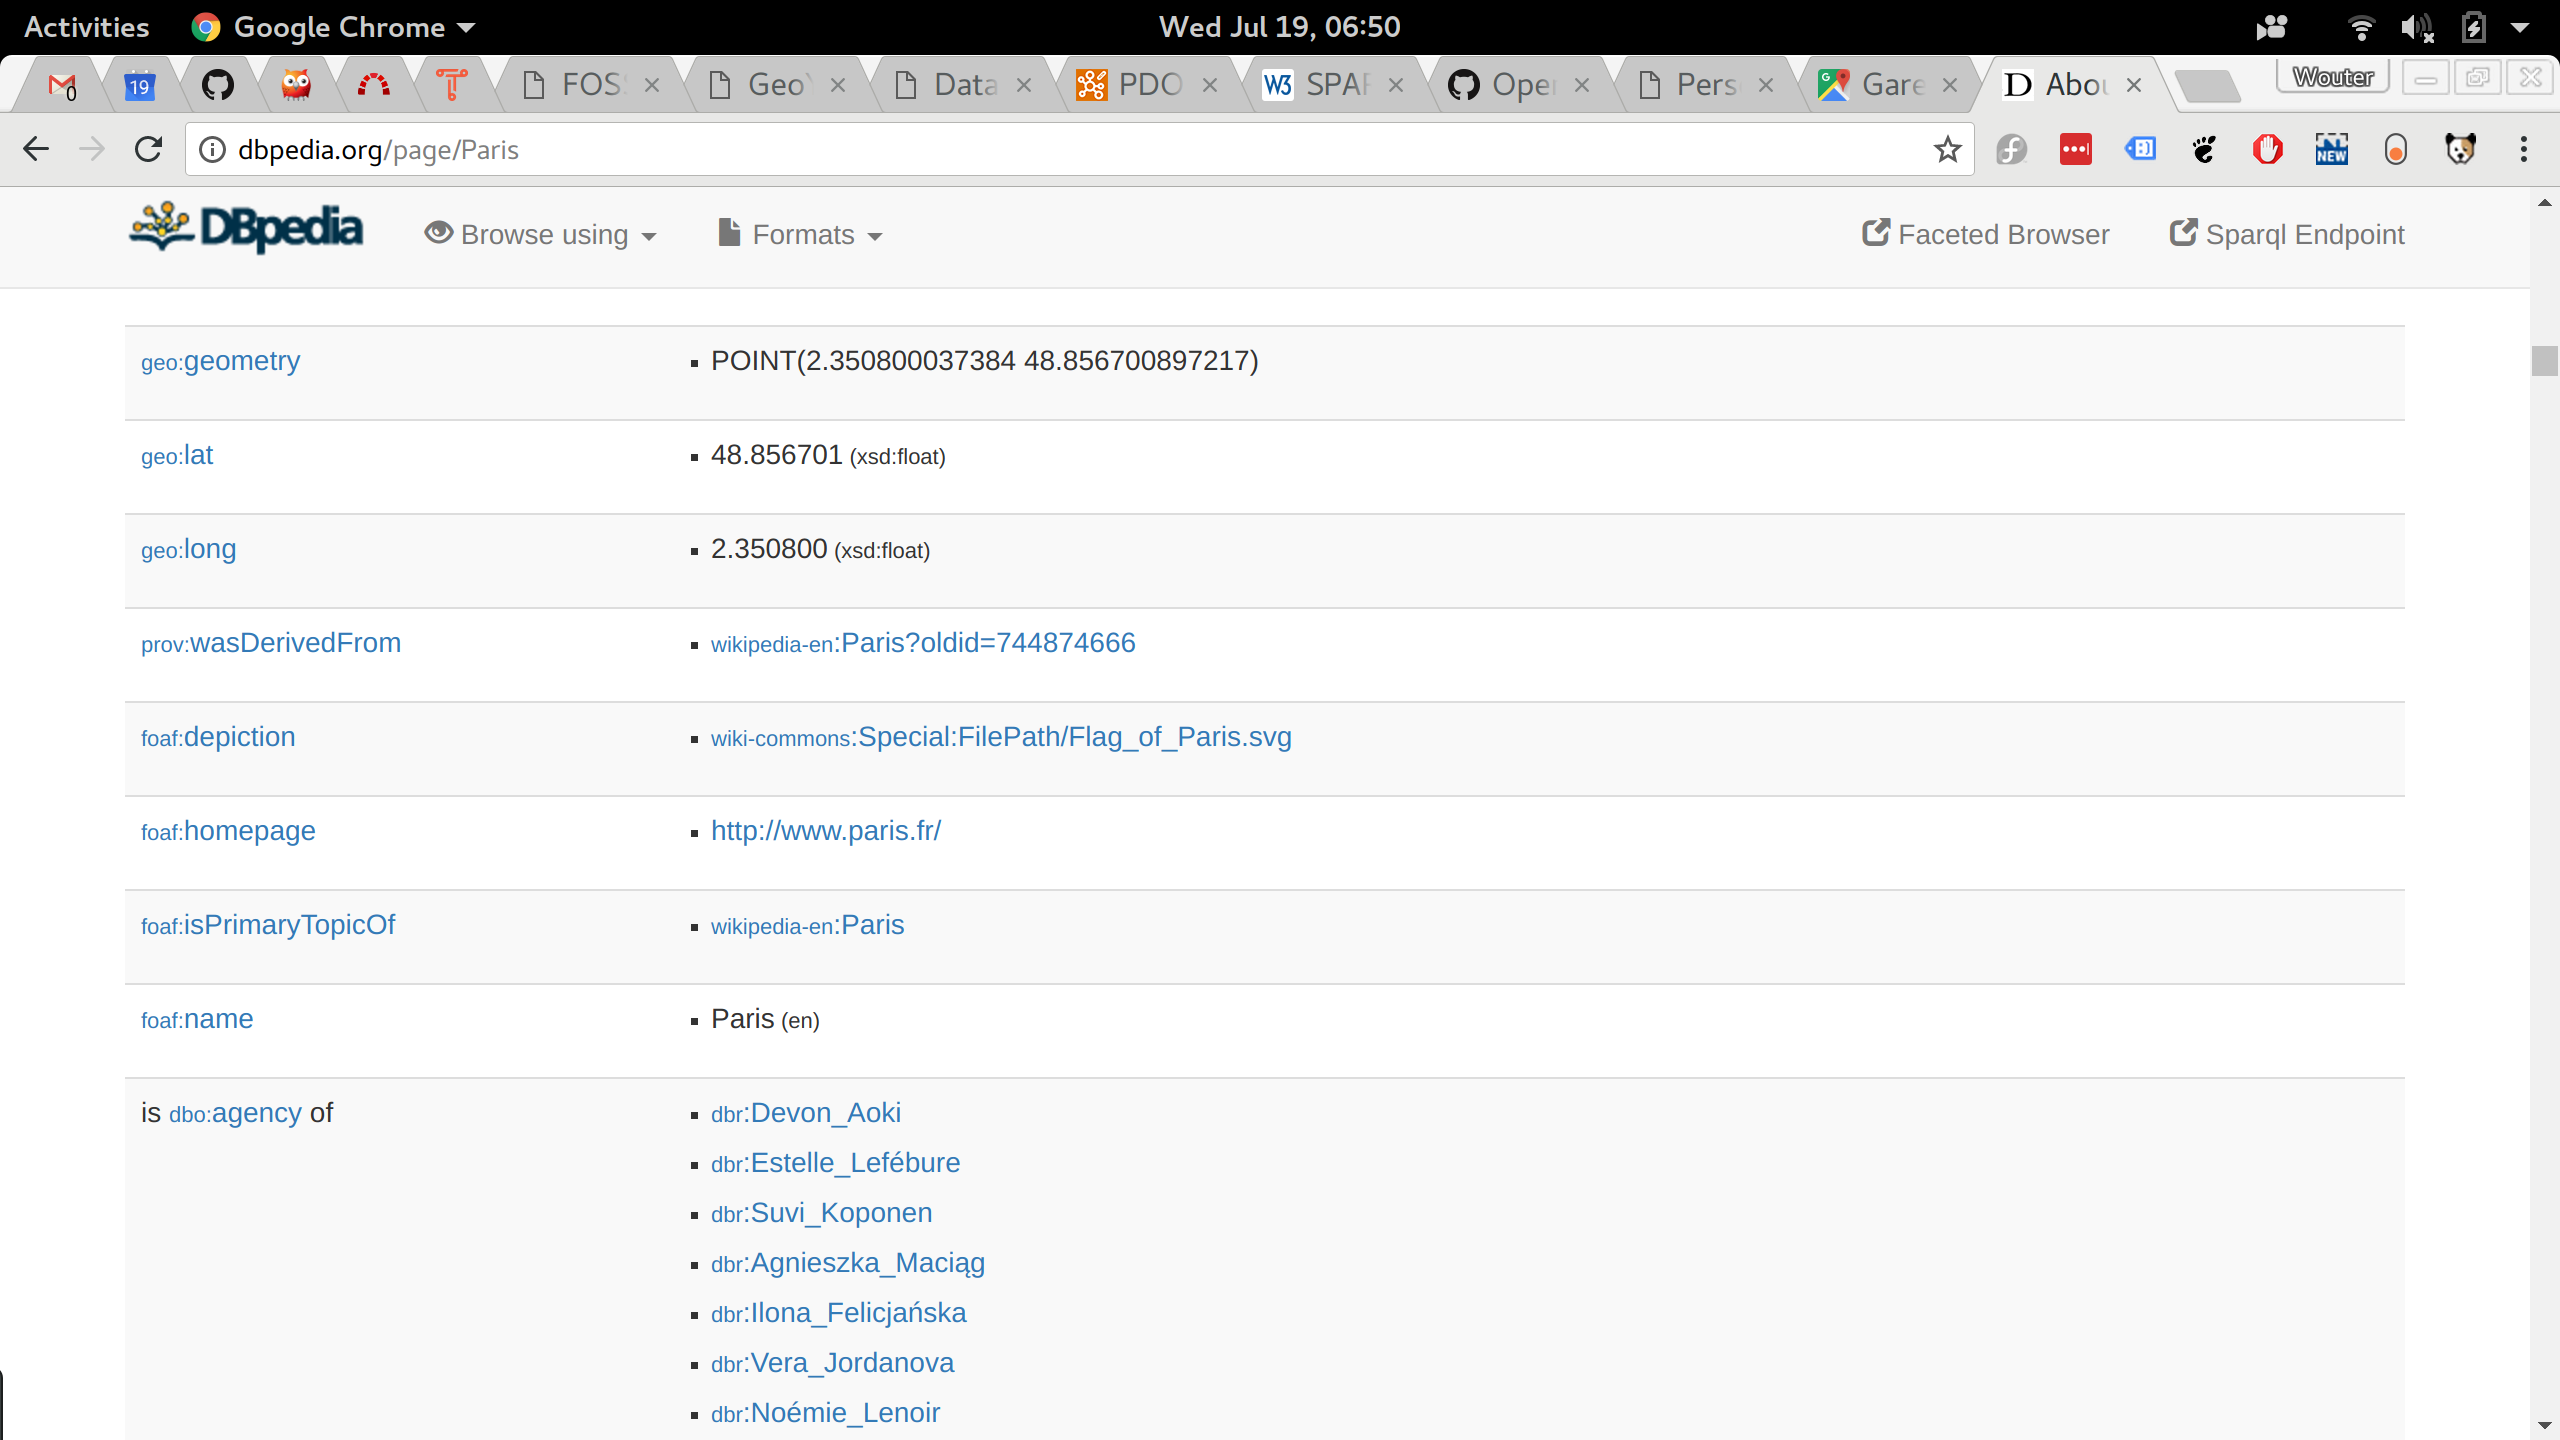 Activities Google Chrome Wed Jul 19, 06:50
0 19 FOS Geo Data PDO W3 SPA Ope Pers Gare D Abou Wouter
dbpedia.org/page/Paris NEW
DBpedia Browse using Formats Faceted Browser Sparql Endpoint
geo:geometry POINT(2.350800037384 48.856700897217)
geo:lat 48.856701 (xsd:float)
geo:long 2.350800 (xsd:float)
prov:wasDerivedFrom wikipedia-en:Paris?oldid=744874666
foaf:depiction wiki-commons:Special:FilePath/Flag_of_Paris.svg
foaf:homepage http://www.paris.fr/
foaf:isPrimaryTopicOf wikipedia-en:Paris
foaf:name Paris (en)
is dbo:agency of dbr:Devon_Aoki
dbr:Estelle_Lefébure
dbr:Suvi_Koponen
dbr:Agnieszka_Maciąg
dbr:Ilona_Felicjańska
dbr:Vera_Jordanova
dbr:Noémie_Lenoir